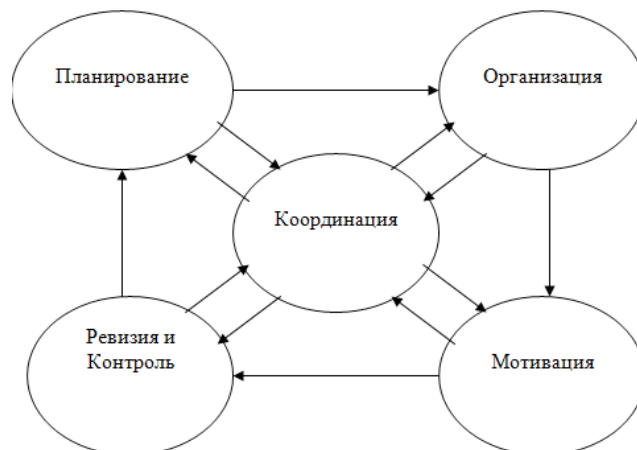 Планирование
Организация
Координация
Ревизия и
Контроль
Мотивация